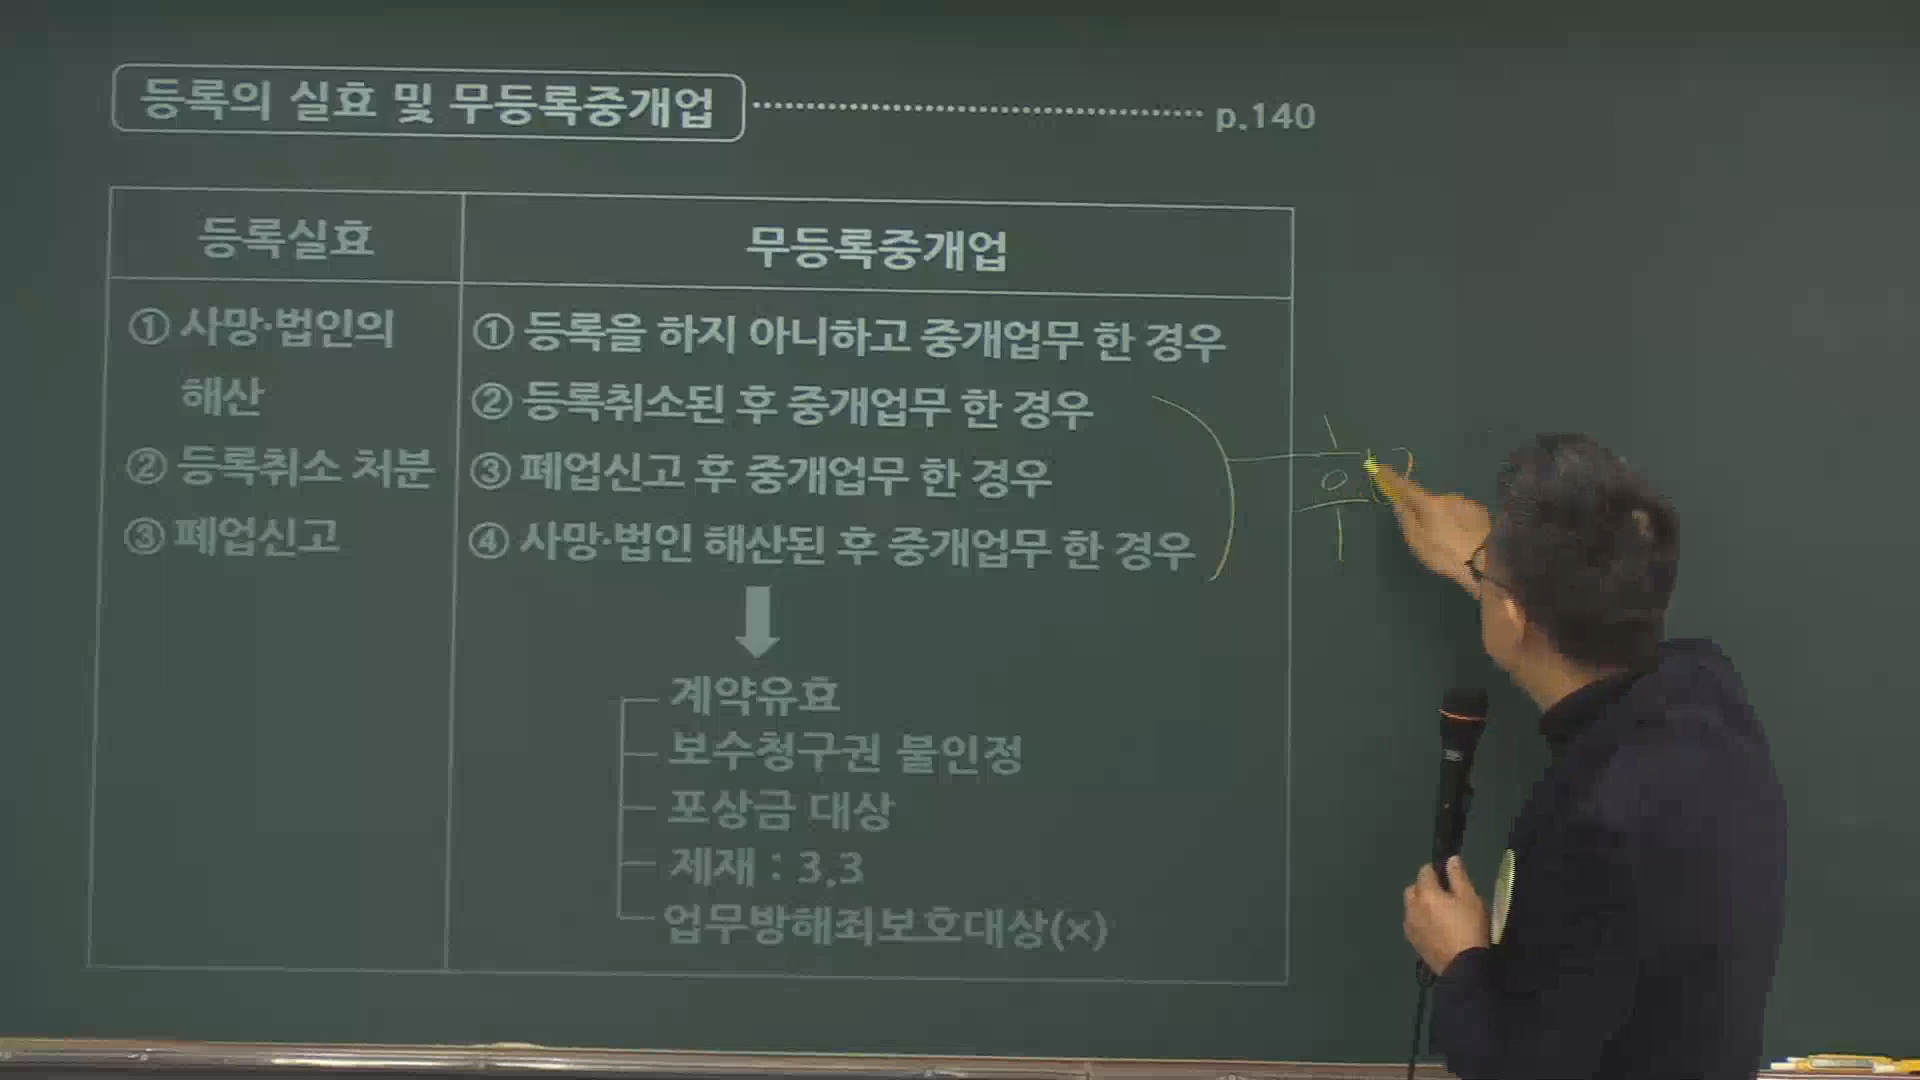 등록의 실효 및 무등록중개업 p.140
등록실효
무등록중개업
① 사망·법인의
해산
② 등록취소 처분
③ 폐업신고
① 등록을 하지 아니하고 중개업무 한 경우
② 등록취소된 후 중개업무 한 경우
③ 폐업신고 후 중개업무 한 경우
④ 사망·법인 해산된 후 중개업무 한 경우
계약유효
보수청구권 불인정
포상금 대상
제재 : 3.3
업무방해죄보호대상(×)